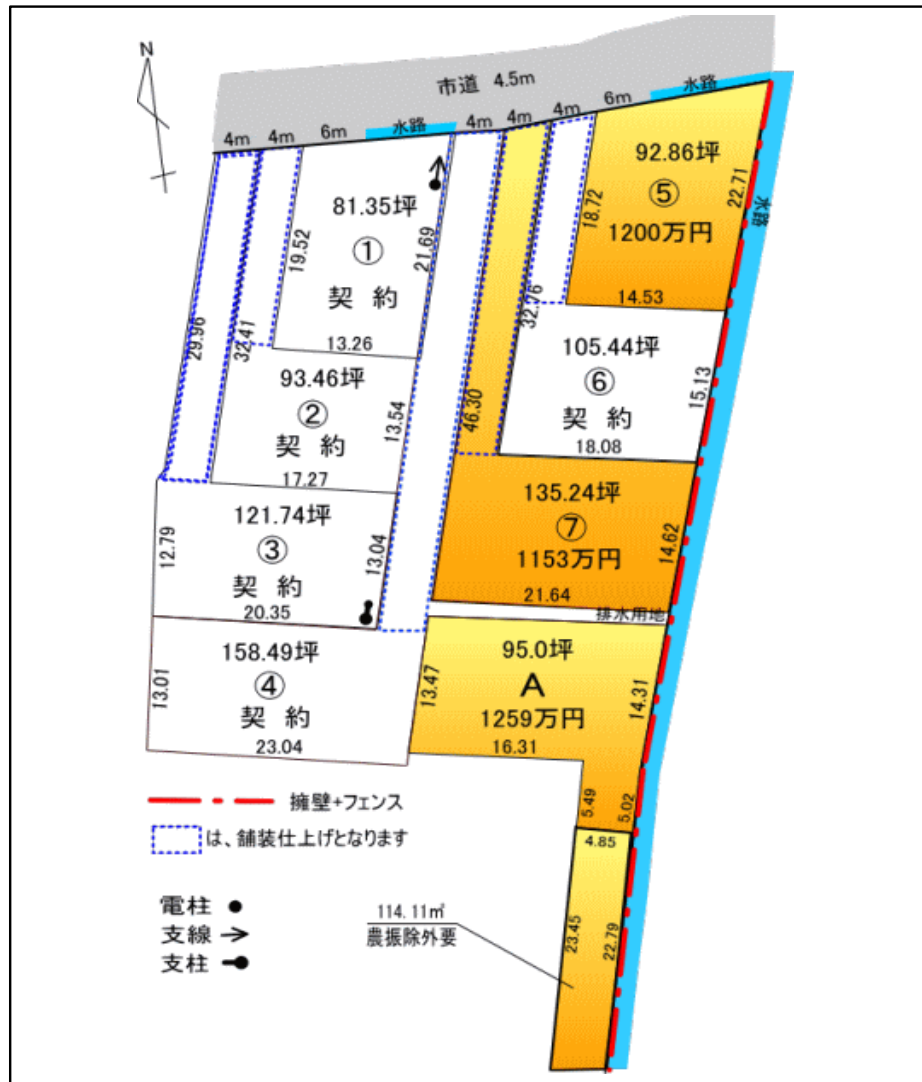 N
市道 4.5m
4m 4m 6m 水路 4m 4m 4m 6m 水路
81.35坪
①
契 約
19.52
21.69
13.26
92.86坪
⑤
1200万円
18.72
22.71
水路
14.53
29.96
32.41
93.46坪
②
契 約
13.54
17.27
46.30
32.76
105.44坪
⑥
契 約
15.13
18.08
121.74坪
③
契 約
12.79
13.04
20.35
135.24坪
⑦
1153万円
14.62
21.64
排水用地
158.49坪
④
契 約
13.01
23.04
95.0坪
A
1259万円
13.47
14.31
16.31
5.49
5.02
4.85
擁壁+フェンス
は、舗装仕上げとなります
電柱
支線
支柱
114.11㎡
農振除外要
23.45
22.79